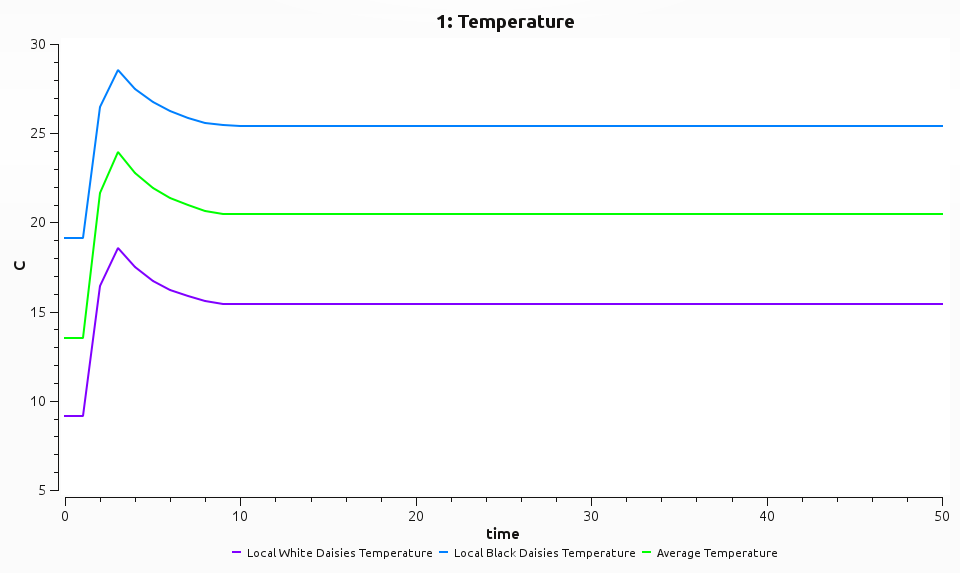 1: Temperature
30
25
20
C
15
10
5
0 10 20 30 40 50
time
Local White Daisies Temperature Local Black Daisies Temperature Average Temperature